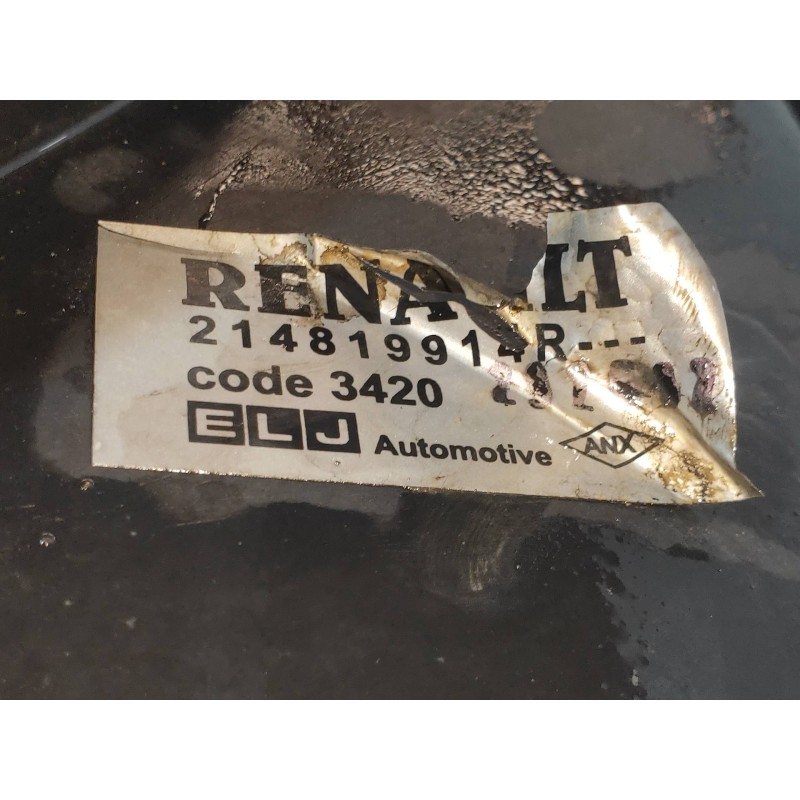 RENAULT
214819914R---
code 3420
ELJ Automotive ANX